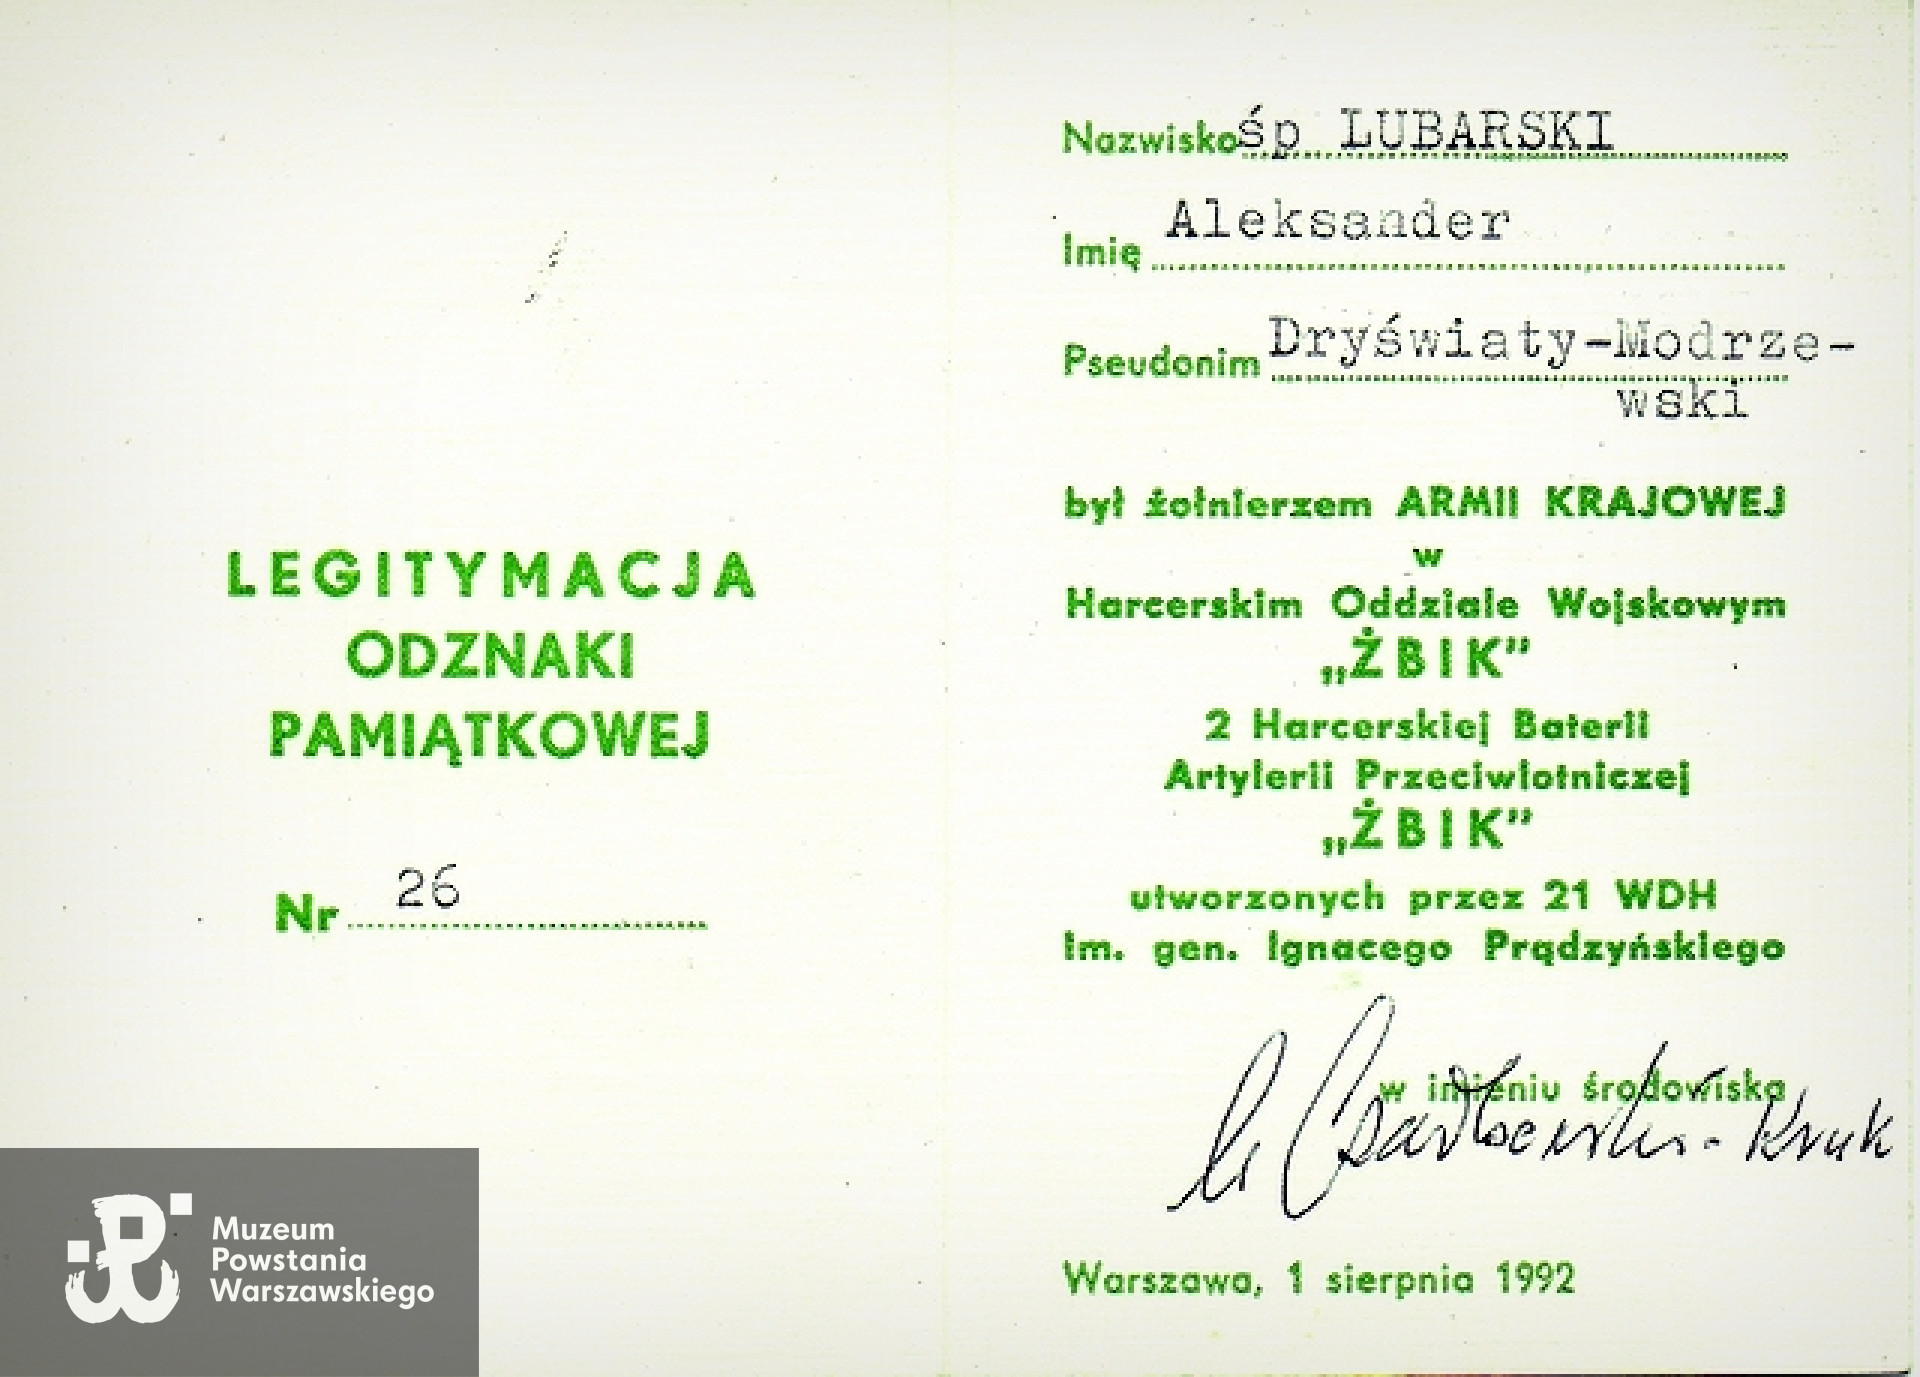 LEGITYMACJA
ODZNAKI
PAMIĄTKOWEJ
Nr 26
Nazwisko śp LUBARSKI
Imię Aleksander
Pseudonim Dryświaty-Modrze-
wski
był żołnierzem ARMII KRAJOWEJ
w
Harcerskim Oddziale Wojskowym
„ŻBIK”
2 Harcerskiej Baterii
Artylerii Przeciwlotniczej
„ŻBIK”
utworzonych przez 21 WDH
im. gen. Ignacego Prądzyńskiego
w imieniu środowiska
Kruk
Warszawa, 1 sierpnia 1992
Muzeum
Powstania
Warszawskiego